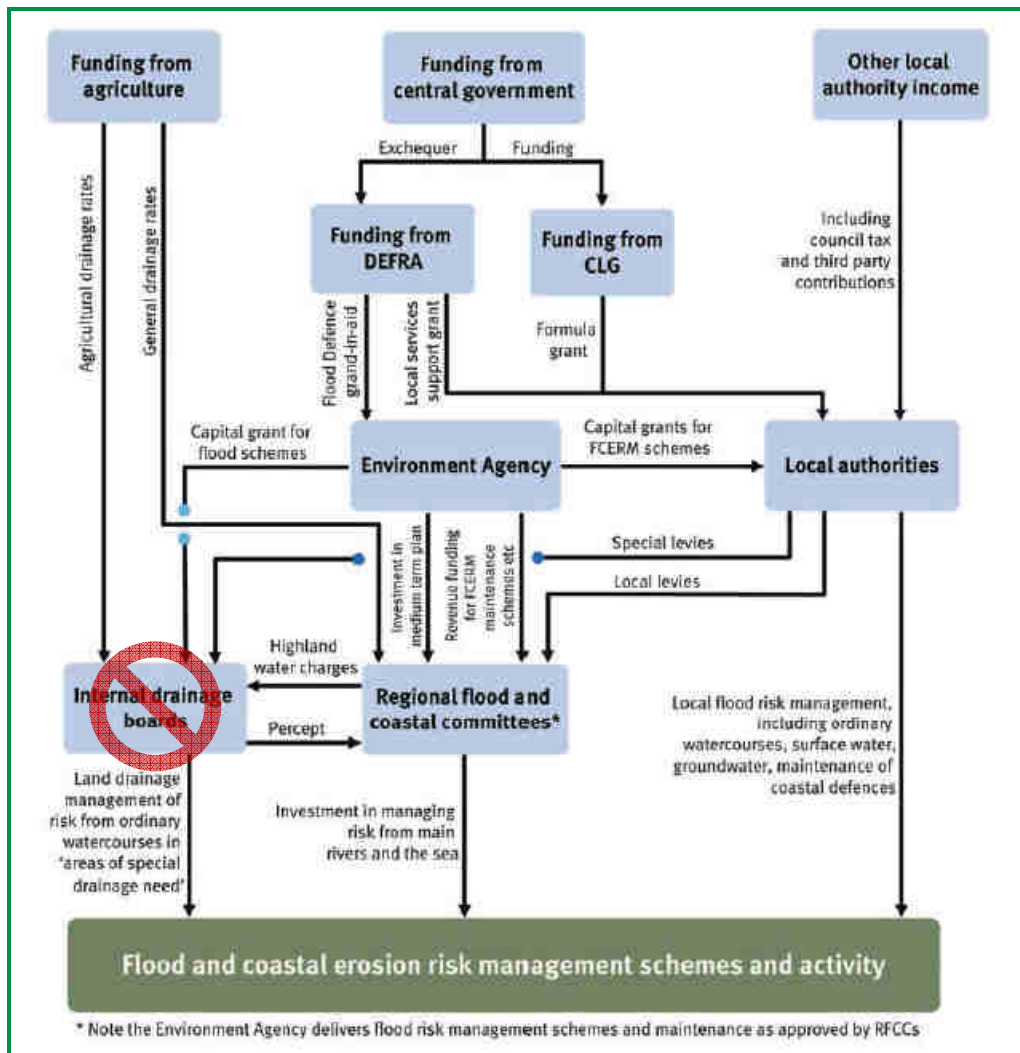 Funding from
agriculture
Funding from
central government
Other local
authority income
Exchequer
Funding
Agricultural drainage rates
General drainage rates
Funding from
DEFRA
Funding from
CLG
Including
council tax
and third party
contributions
Flood Defence
grand-in-aid
Local services
support grant
Formula
grant
Capital grant for
flood schemes
Environment Agency
Capital grants for
FCERM schemes
Local authorities
Investment in
medium term plan
Revenue funding
for FCERM
maintenance
schemes etc
Special levies
Local levies
Highland
water charges
Internal drainage
boards
Regional flood and
coastal committees*
Percept
Land drainage
management of
risk from ordinary
watercourses in
'areas of special
drainage need'
Investment in managing
risk from main
rivers and the sea
Local flood risk management,
including ordinary
watercourses, surface water,
groundwater, maintenance of
coastal defences
Flood and coastal erosion risk management schemes and activity
* Note the Environment Agency delivers flood risk management schemes and maintenance as approved by RFCCs